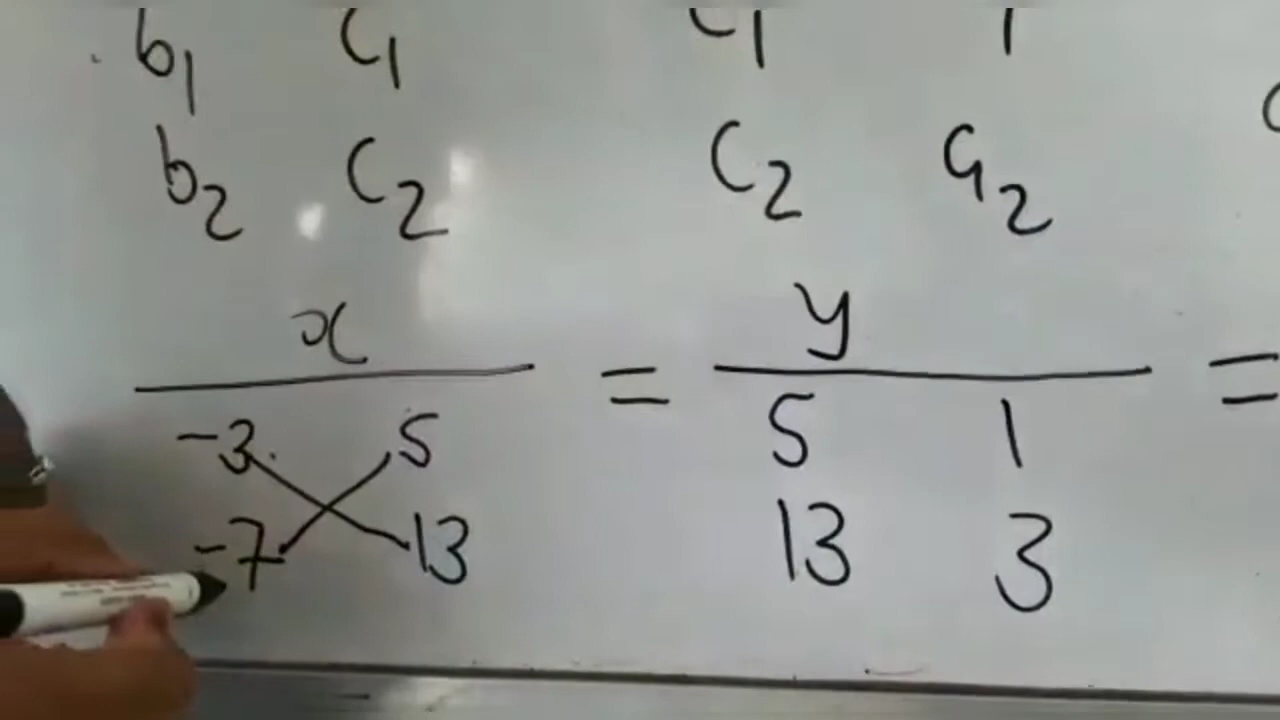 b1 c1 c1 1
b2 c2 c2 a2
x = y =
-3 5 5 1
-7 13 13 3